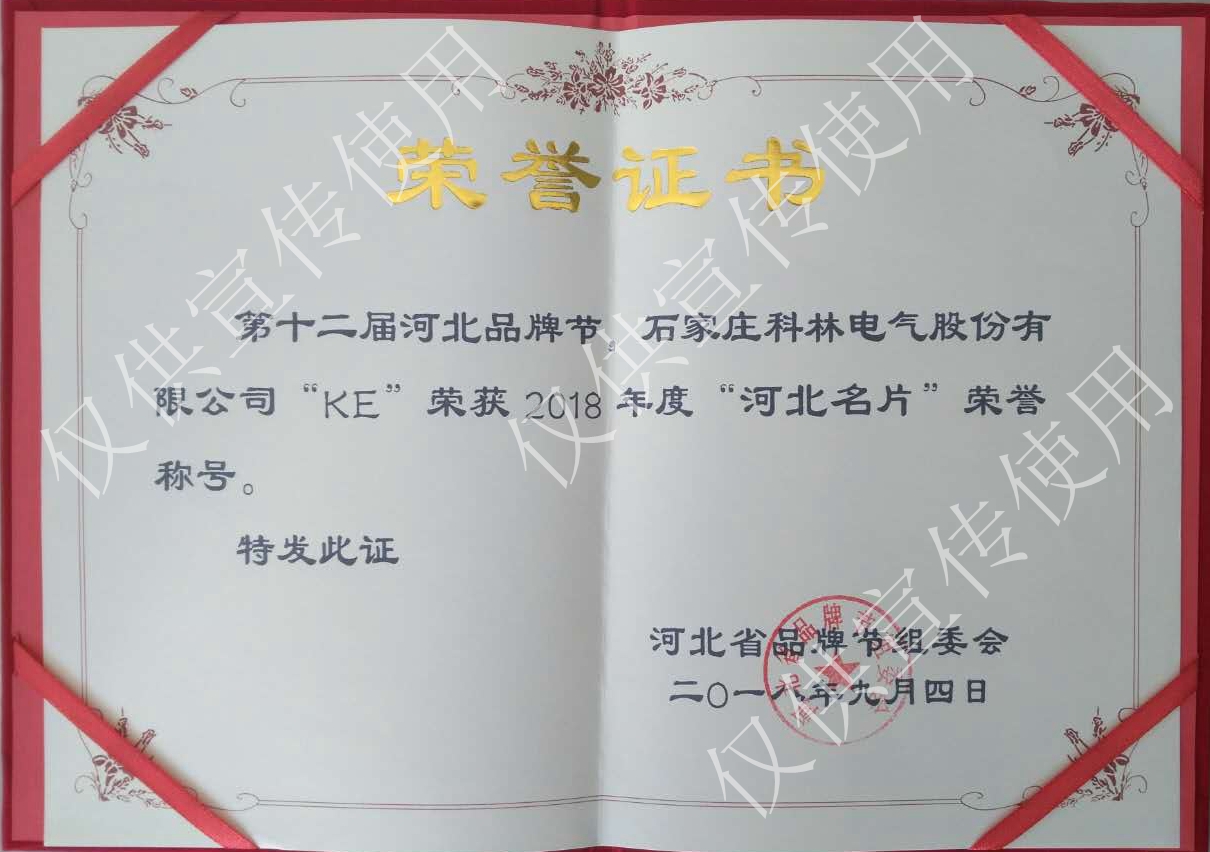 荣誉证书
第十二届河北品牌节，石家庄科林电气股份有
限公司“KE”荣获2018年度“河北名片”荣誉
称号。
特发此证
河北省品牌节组委会
二〇一八年九月四日
仅供宣传使用
仅供宣传使用
仅供宣传使用